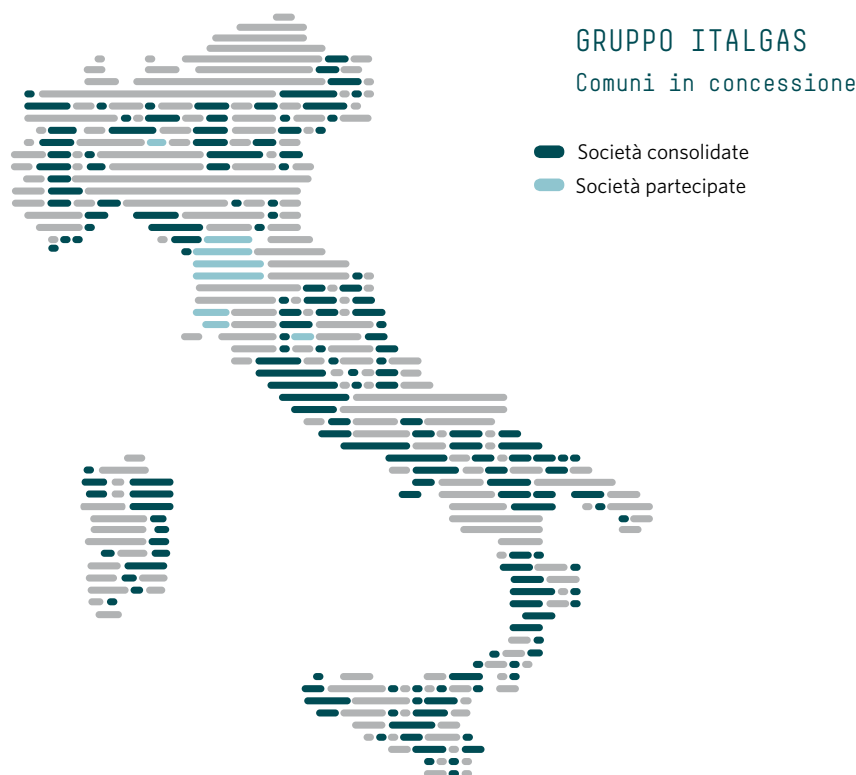 GRUPPO ITALGAS
Comuni in concessione
Società consolidate
Società partecipate